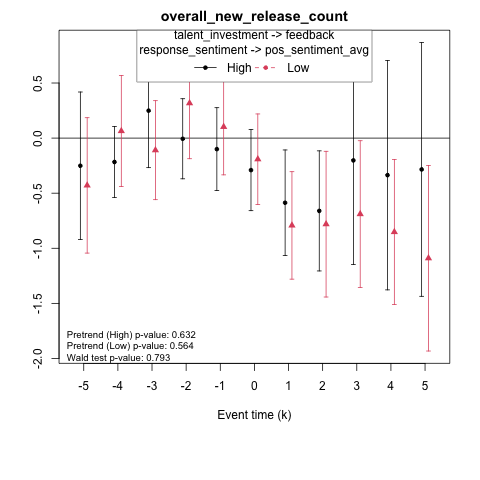 overall_new_release_count
talent_investment -> feedback
response_sentiment -> pos_sentiment_avg
High Low
0.5
0.0
-0.5
-1.0
-1.5
-2.0
Pretrend (High) p-value: 0.632
Pretrend (Low) p-value: 0.564
Wald test p-value: 0.793
-5 -4 -3 -2 -1 0 1 2 3 4 5
Event time (k)